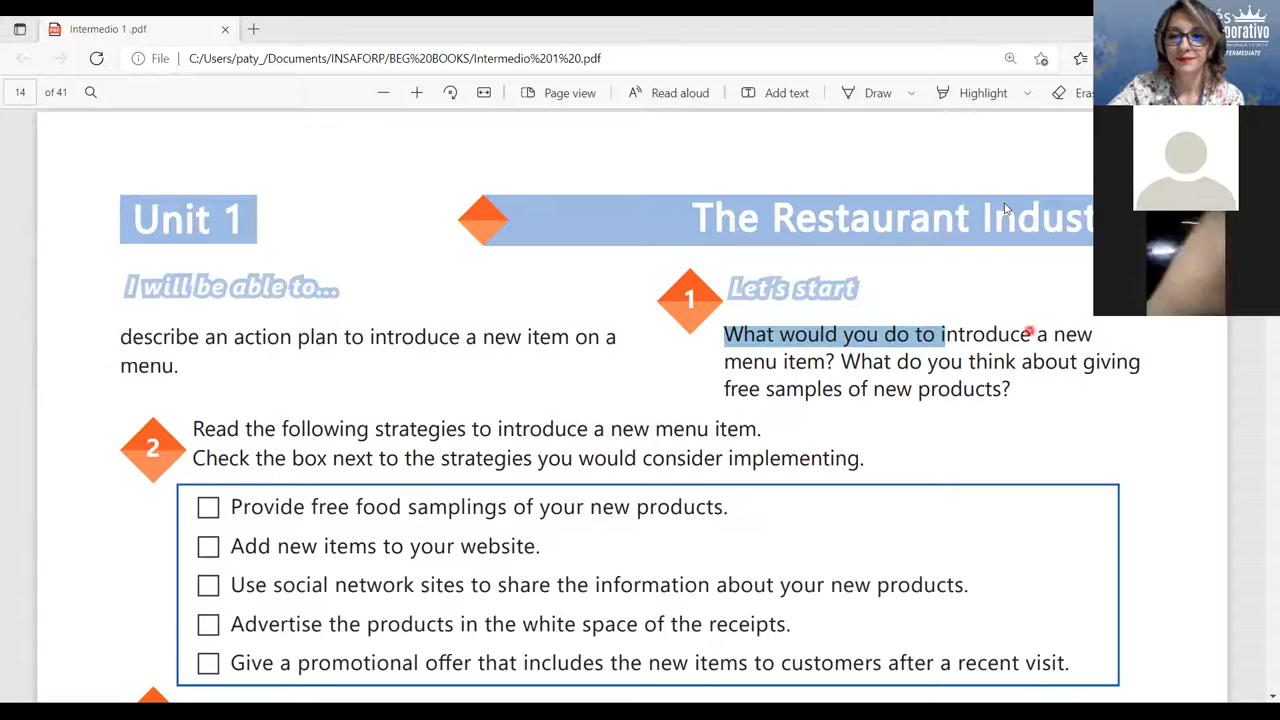 Intermedio 1 .pdf
File
C:/Users/paty_/Documents/INSAFORP/BEG%20BOOKS/Intermedio%201%20.pdf
14 of 41
Page view
Read aloud
Add text
Draw
Highlight
Eras
INTERMEDIATE
Unit 1
The Restaurant Indust
I will be able to...
describe an action plan to introduce a new item on a
menu.
1
Let's start
What would you do to introduce a new
menu item? What do you think about giving
free samples of new products?
2
Read the following strategies to introduce a new menu item.
Check the box next to the strategies you would consider implementing.
Provide free food samplings of your new products.
Add new items to your website.
Use social network sites to share the information about your new products.
Advertise the products in the white space of the receipts.
Give a promotional offer that includes the new items to customers after a recent visit.